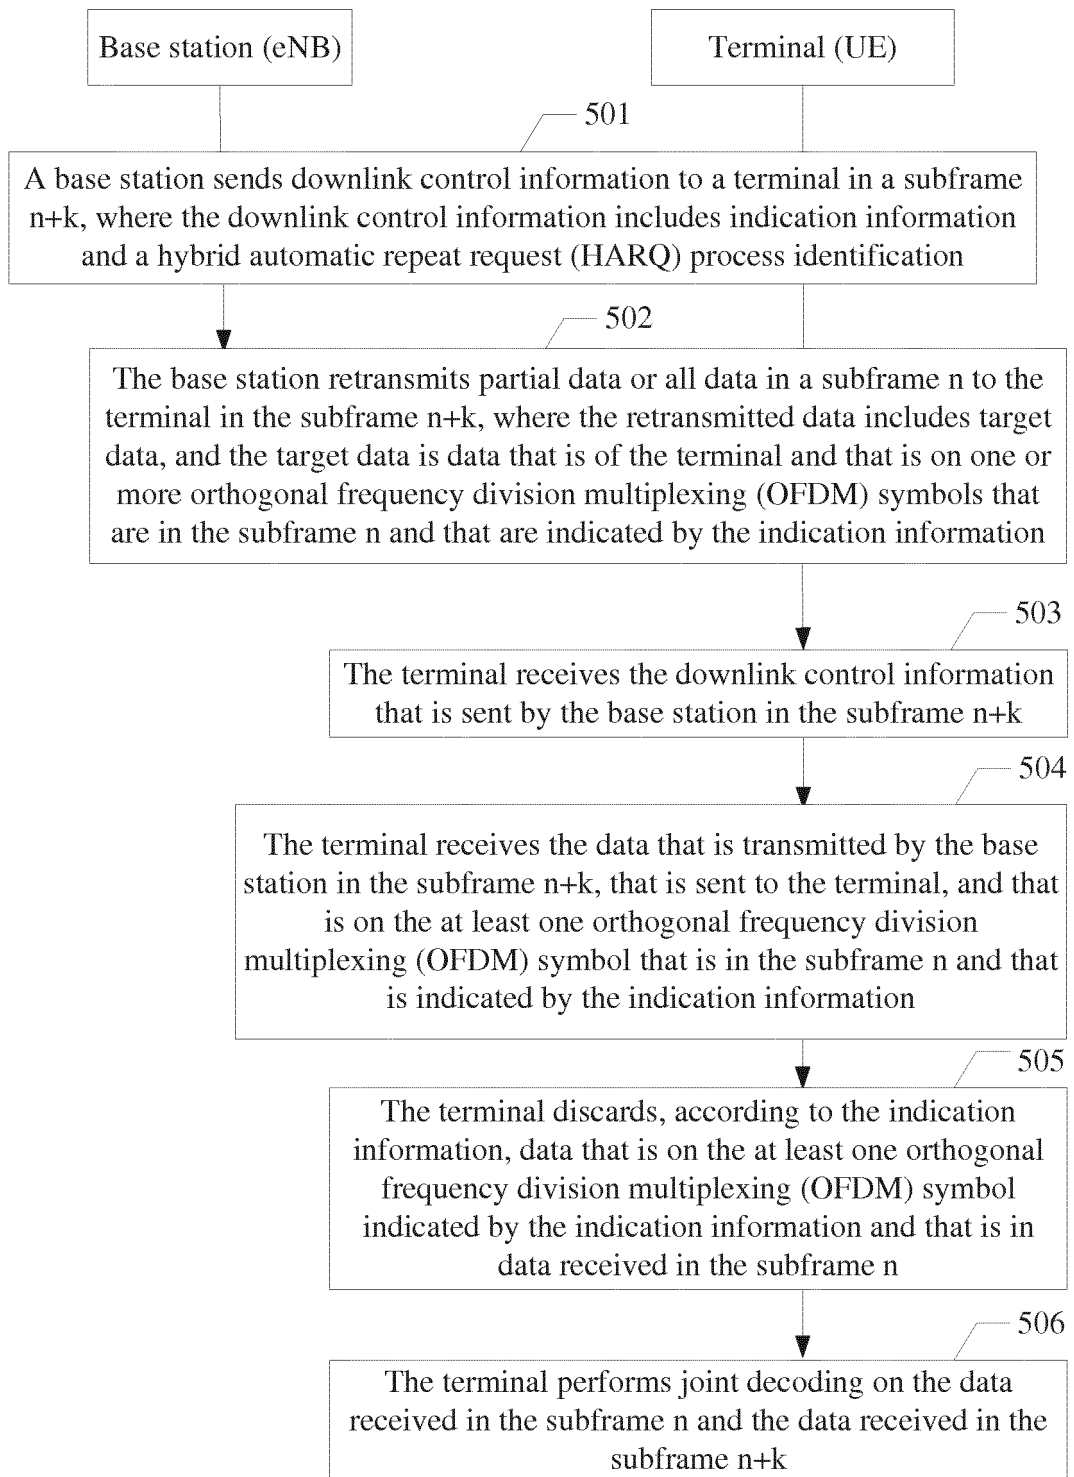 Base station (eNB)
Terminal (UE)
501
A base station sends downlink control information to a terminal in a subframe
n+k, where the downlink control information includes indication information
and a hybrid automatic repeat request (HARQ) process identification
502
The base station retransmits partial data or all data in a subframe n to the
terminal in the subframe n+k, where the retransmitted data includes target
data, and the target data is data that is of the terminal and that is on one or
more orthogonal frequency division multiplexing (OFDM) symbols that
are in the subframe n and that are indicated by the indication information
503
The terminal receives the downlink control information
that is sent by the base station in the subframe n+k
504
The terminal receives the data that is transmitted by the base
station in the subframe n+k, that is sent to the terminal, and that
is on the at least one orthogonal frequency division
multiplexing (OFDM) symbol that is in the subframe n and that
is indicated by the indication information
505
The terminal discards, according to the indication
information, data that is on the at least one orthogonal
frequency division multiplexing (OFDM) symbol
indicated by the indication information and that is in
data received in the subframe n
506
The terminal performs joint decoding on the data
received in the subframe n and the data received in the
subframe n+k